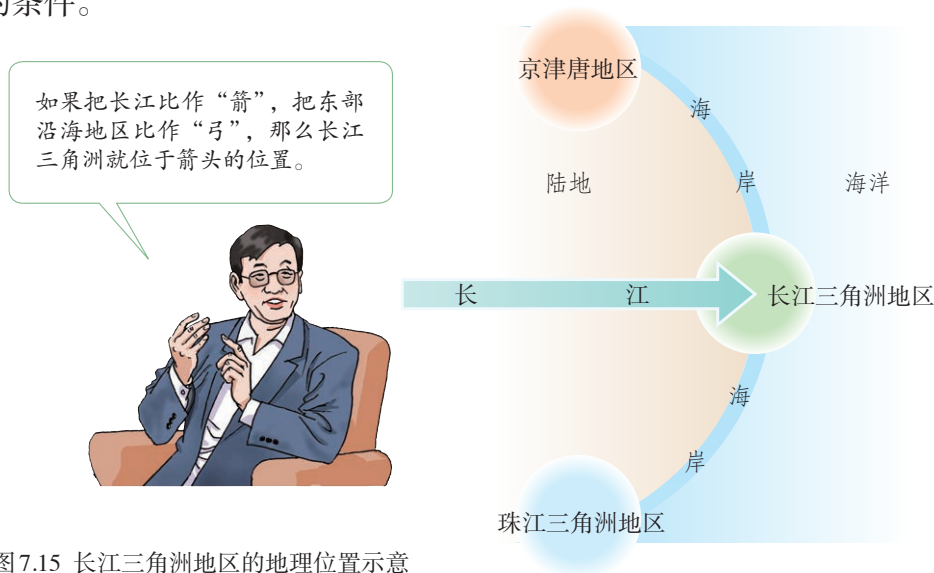 的条件。
如果把长江比作“箭”，把东部
沿海地区比作“弓”，那么长江
三角洲就位于箭头的位置。
京津唐地区
海
岸
陆地
海洋
长 江
长江三角洲地区
海
岸
珠江三角洲地区
图7.15 长江三角洲地区的地理位置示意